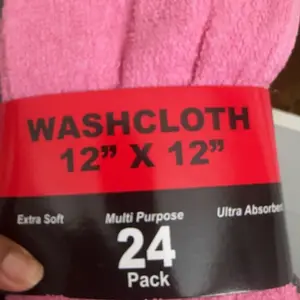 WASHCLOTH
12” X 12”
Extra Soft Multi Purpose Ultra Absorbent
24
Pack